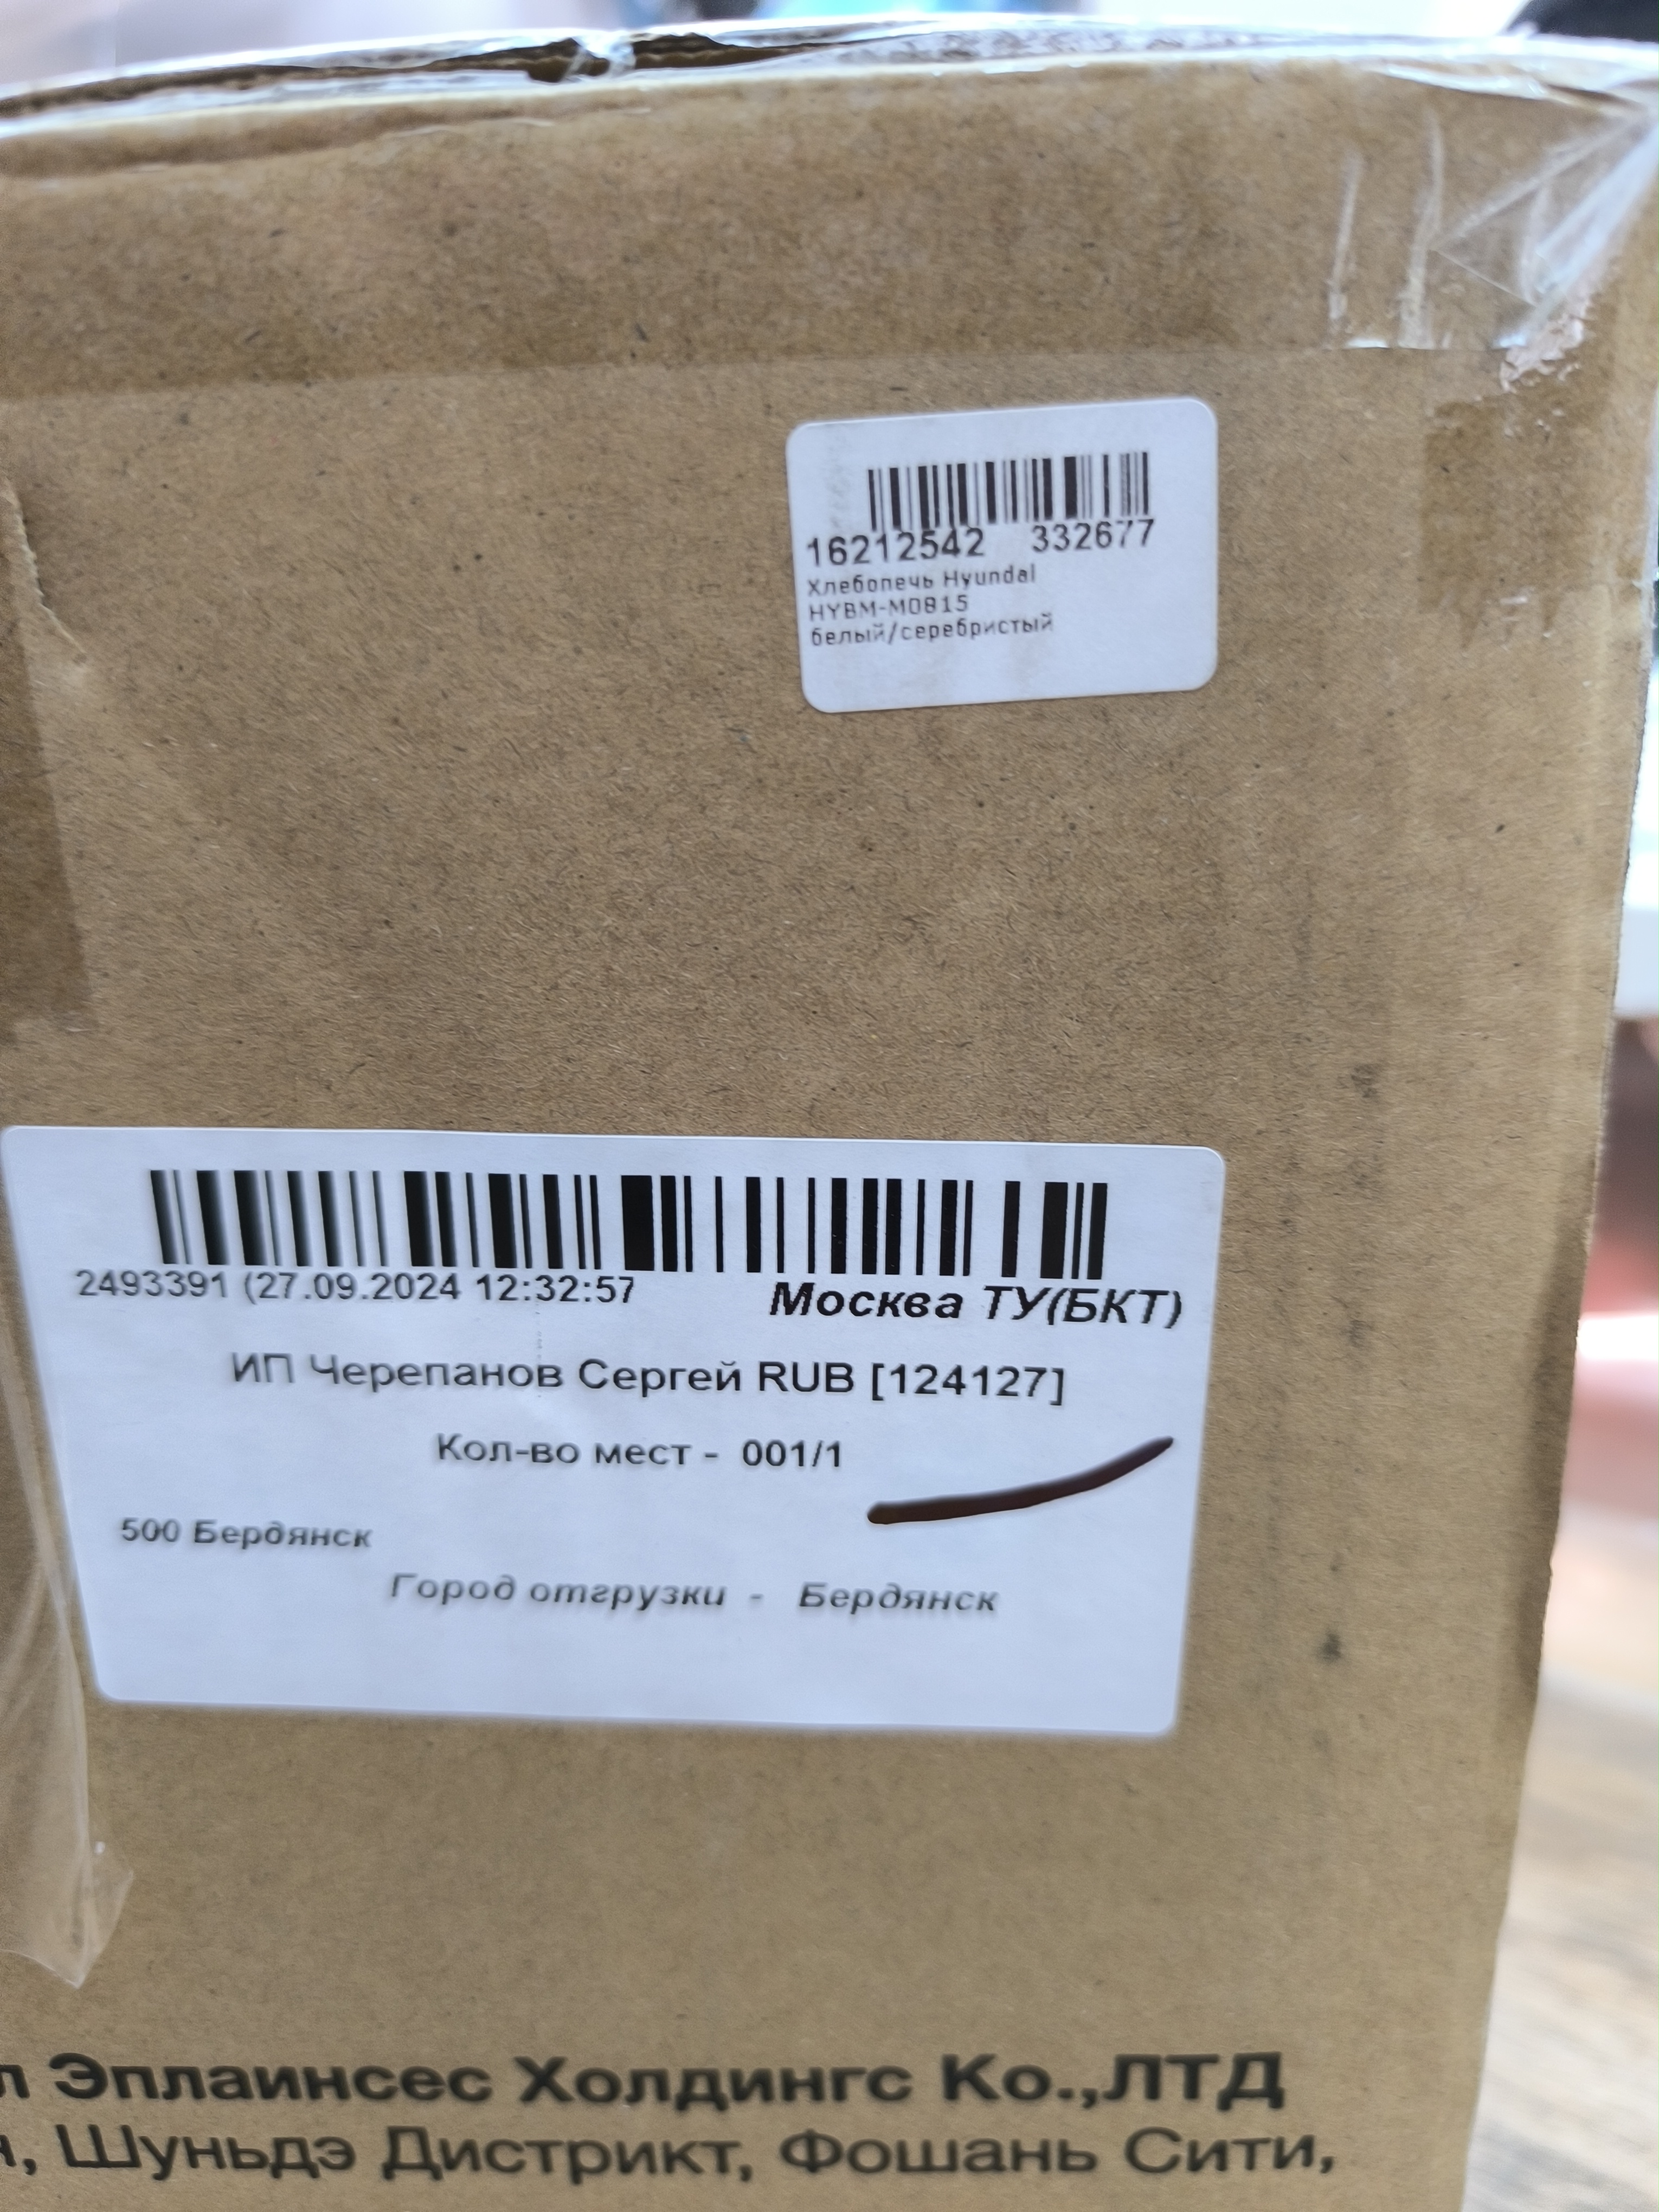 16212542 332677
Хлебопечь Hyundai
HYBM-M0815
белый/серебристый
2493391 (27.09.2024 12:32:57
Москва ТУ(БКТ)
ИП Черепанов Сергей RUB [124127]
Кол-во мест - 001/1
500 Бердянск
Город отгрузки - Бердянск
л Эплаинсес Холдингс Ко.,ЛТД
, Шуньдэ Дистрикт, Фошань Сити,